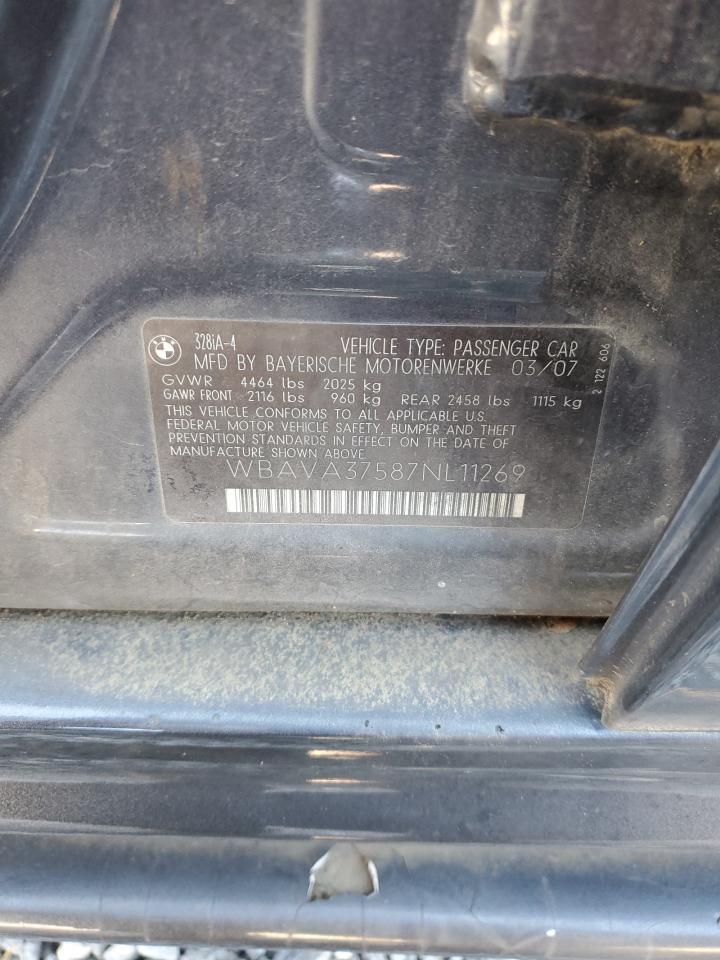 328iA-4 VEHICLE TYPE: PASSENGER CAR
MFD BY BAYERISCHE MOTORENWERKE 03/07
GVWR 4464 lbs 2025 kg
GAWR FRONT 2116 lbs 960 kg REAR 2458 lbs 1115 kg
THIS VEHICLE CONFORMS TO ALL APPLICABLE U.S.
FEDERAL MOTOR VEHICLE SAFETY, BUMPER AND THEFT
PREVENTION STANDARDS IN EFFECT ON THE DATE OF
MANUFACTURE SHOWN ABOVE.
WBAVA37587NL11269
2 122 606
BMW